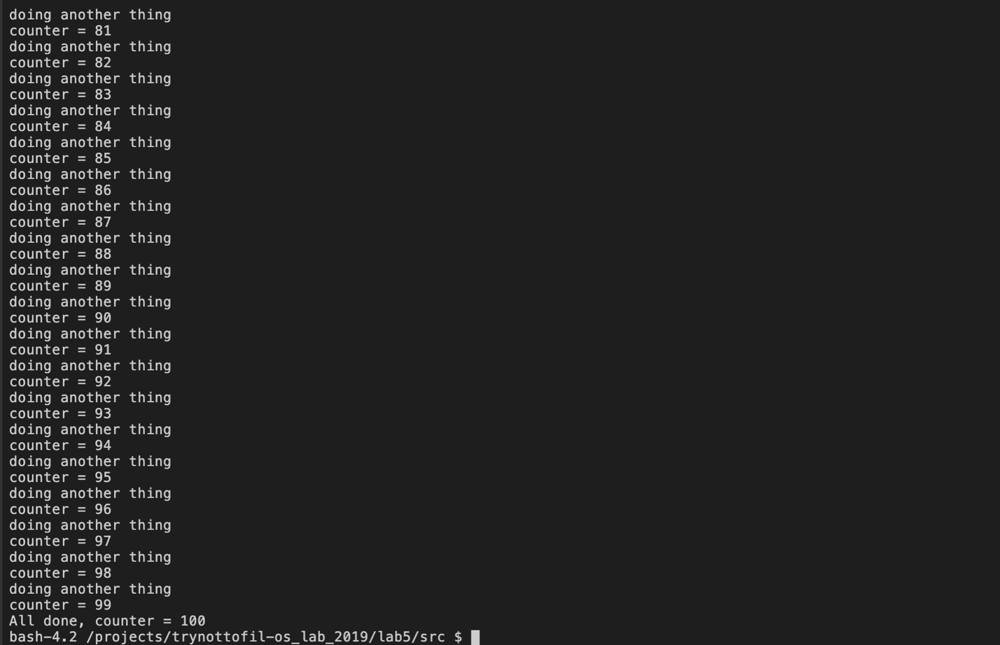 doing another thing
counter = 81
doing another thing
counter = 82
doing another thing
counter = 83
doing another thing
counter = 84
doing another thing
counter = 85
doing another thing
counter = 86
doing another thing
counter = 87
doing another thing
counter = 88
doing another thing
counter = 89
doing another thing
counter = 90
doing another thing
counter = 91
doing another thing
counter = 92
doing another thing
counter = 93
doing another thing
counter = 94
doing another thing
counter = 95
doing another thing
counter = 96
doing another thing
counter = 97
doing another thing
counter = 98
doing another thing
counter = 99
All done, counter = 100
bash-4.2 /projects/trynottofil-os_lab_2019/lab5/src $